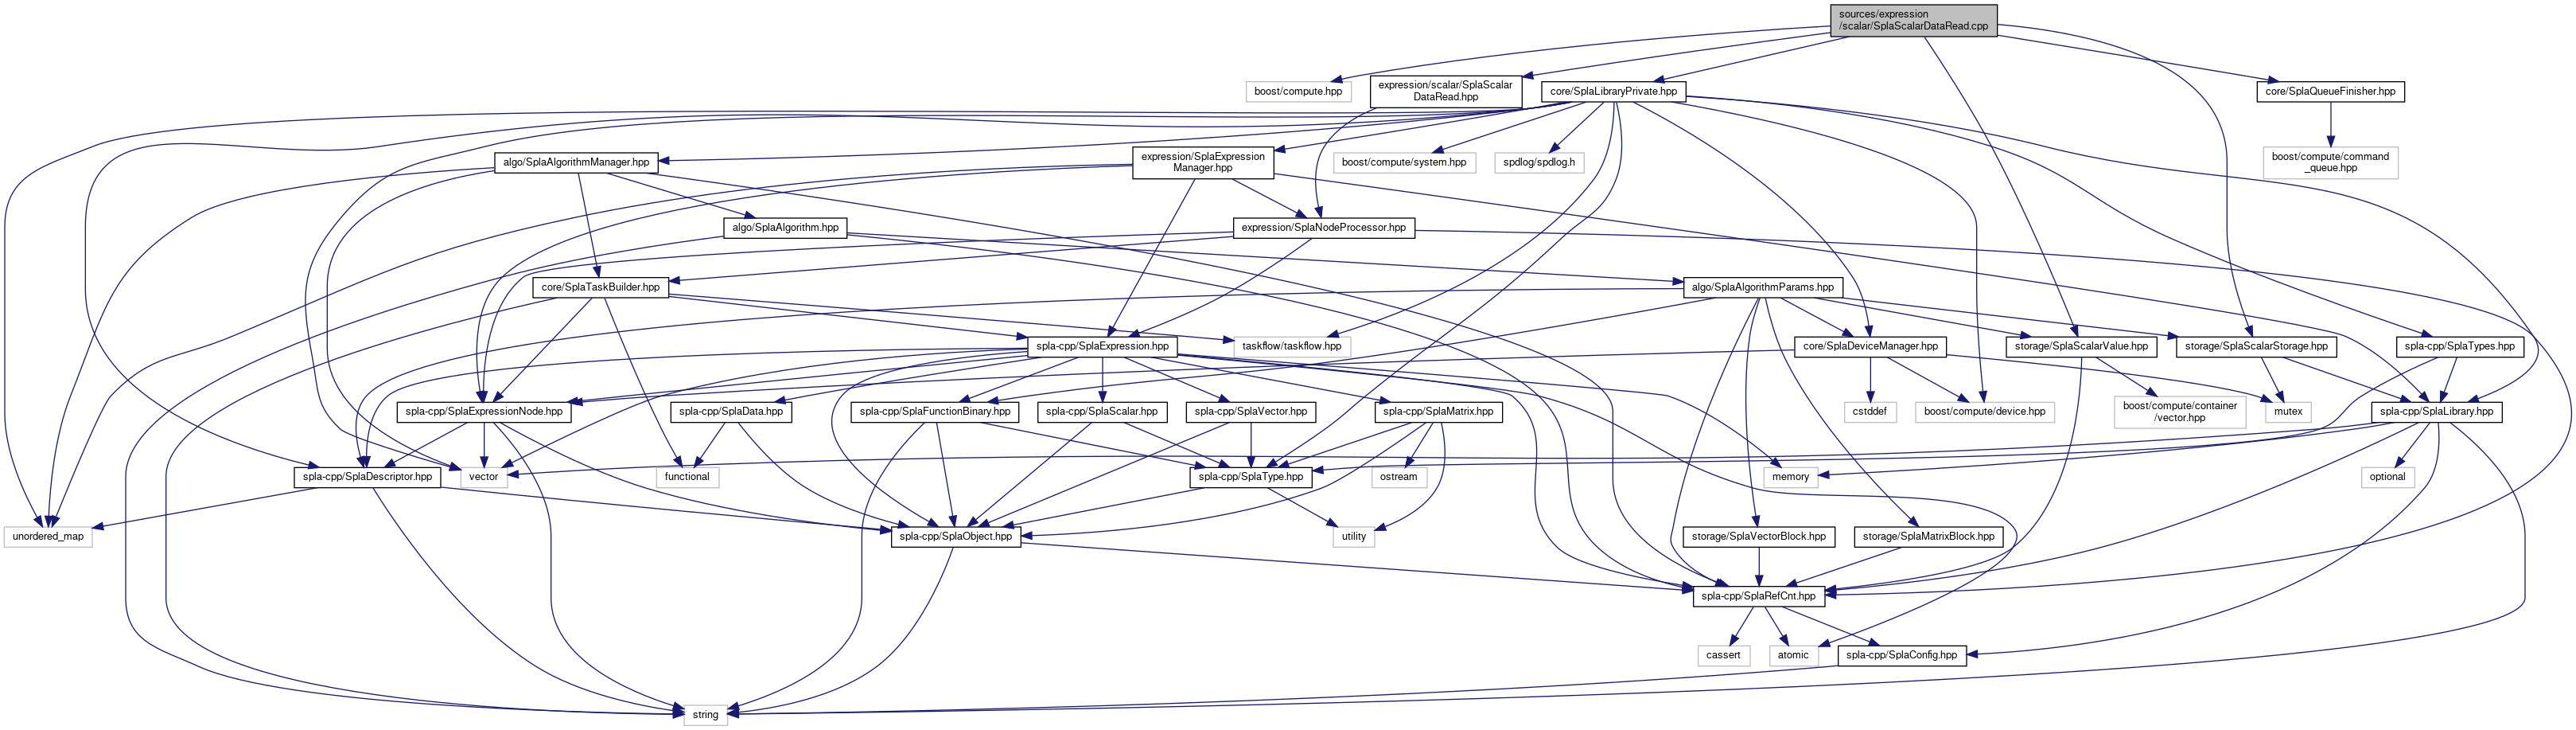 sources/expression
/scalar/SplaScalarDataRead.cpp
boost/compute.hpp
expression/scalar/SplaScalar
DataRead.hpp
core/SplaLibraryPrivate.hpp
core/SplaQueueFinisher.hpp
algo/SplaAlgorithmManager.hpp
expression/SplaExpression
Manager.hpp
boost/compute/system.hpp
spdlog/spdlog.h
boost/compute/command
_queue.hpp
algo/SplaAlgorithm.hpp
expression/SplaNodeProcessor.hpp
core/SplaTaskBuilder.hpp
algo/SplaAlgorithmParams.hpp
spla-cpp/SplaExpression.hpp
taskflow/taskflow.hpp
core/SplaDeviceManager.hpp
storage/SplaScalarValue.hpp
storage/SplaScalarStorage.hpp
spla-cpp/SplaTypes.hpp
spla-cpp/SplaExpressionNode.hpp
spla-cpp/SplaData.hpp
spla-cpp/SplaFunctionBinary.hpp
spla-cpp/SplaScalar.hpp
spla-cpp/SplaVector.hpp
spla-cpp/SplaMatrix.hpp
cstddef
boost/compute/device.hpp
boost/compute/container
/vector.hpp
mutex
spla-cpp/SplaLibrary.hpp
spla-cpp/SplaDescriptor.hpp
vector
functional
spla-cpp/SplaType.hpp
ostream
memory
optional
unordered_map
spla-cpp/SplaObject.hpp
utility
storage/SplaVectorBlock.hpp
storage/SplaMatrixBlock.hpp
spla-cpp/SplaRefCnt.hpp
cassert
atomic
spla-cpp/SplaConfig.hpp
string